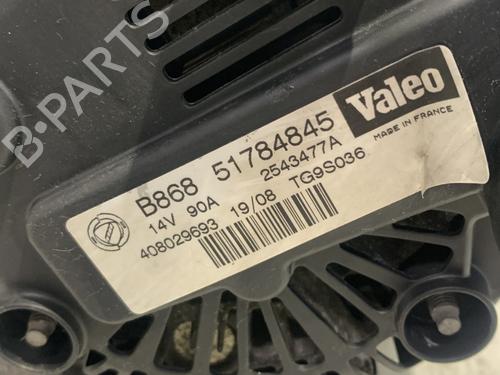 B-PARTS
Valeo
MADE IN FRANCE
B868 51784845
14V 90A 2543477A
408029693 19/08 TG9S036